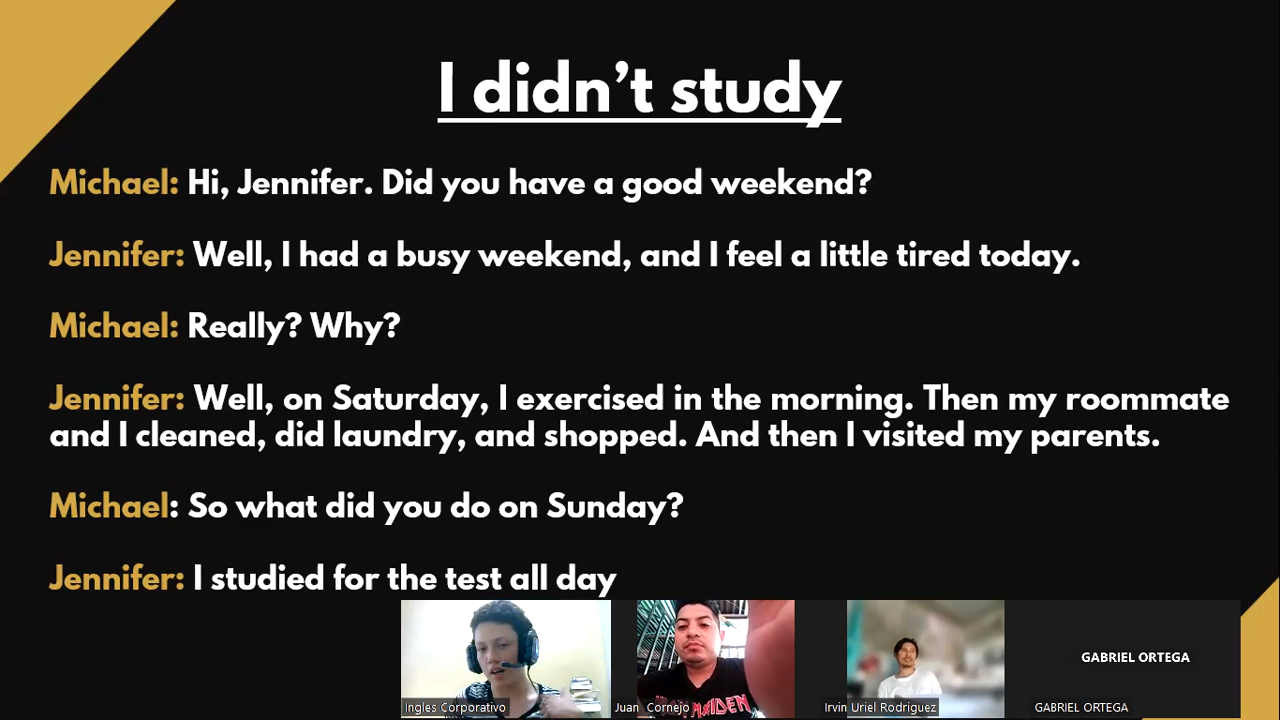 I didn't study
Michael: Hi, Jennifer. Did you have a good weekend?
Jennifer: Well, I had a busy weekend, and I feel a little tired today.
Michael: Really? Why?
Jennifer: Well, on Saturday, I exercised in the morning. Then my roommate
and I cleaned, did laundry, and shopped. And then I visited my parents.
Michael: So what did you do on Sunday?
Jennifer: I studied for the test all day
MAIDEN
GABRIEL ORTEGA
Ingles Corporativo
Juan Cornejo
Irvin Uriel Rodriguez
GABRIEL ORTEGA